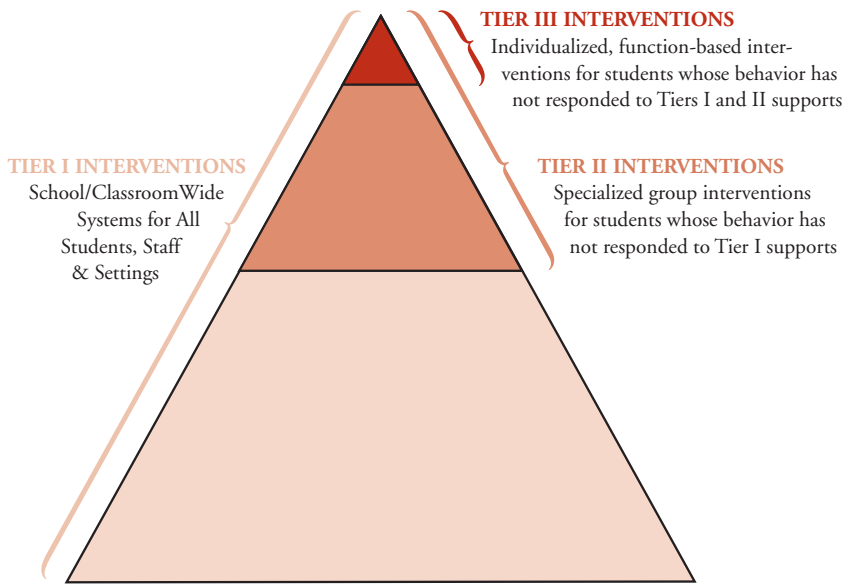 TIER III INTERVENTIONS
Individualized, function-based inter-
ventions for students whose behavior has
not responded to Tiers I and II supports
TIER I INTERVENTIONS
School/ClassroomWide
Systems for All
Students, Staff
& Settings
TIER II INTERVENTIONS
Specialized group interventions
for students whose behavior has
not responded to Tier I supports